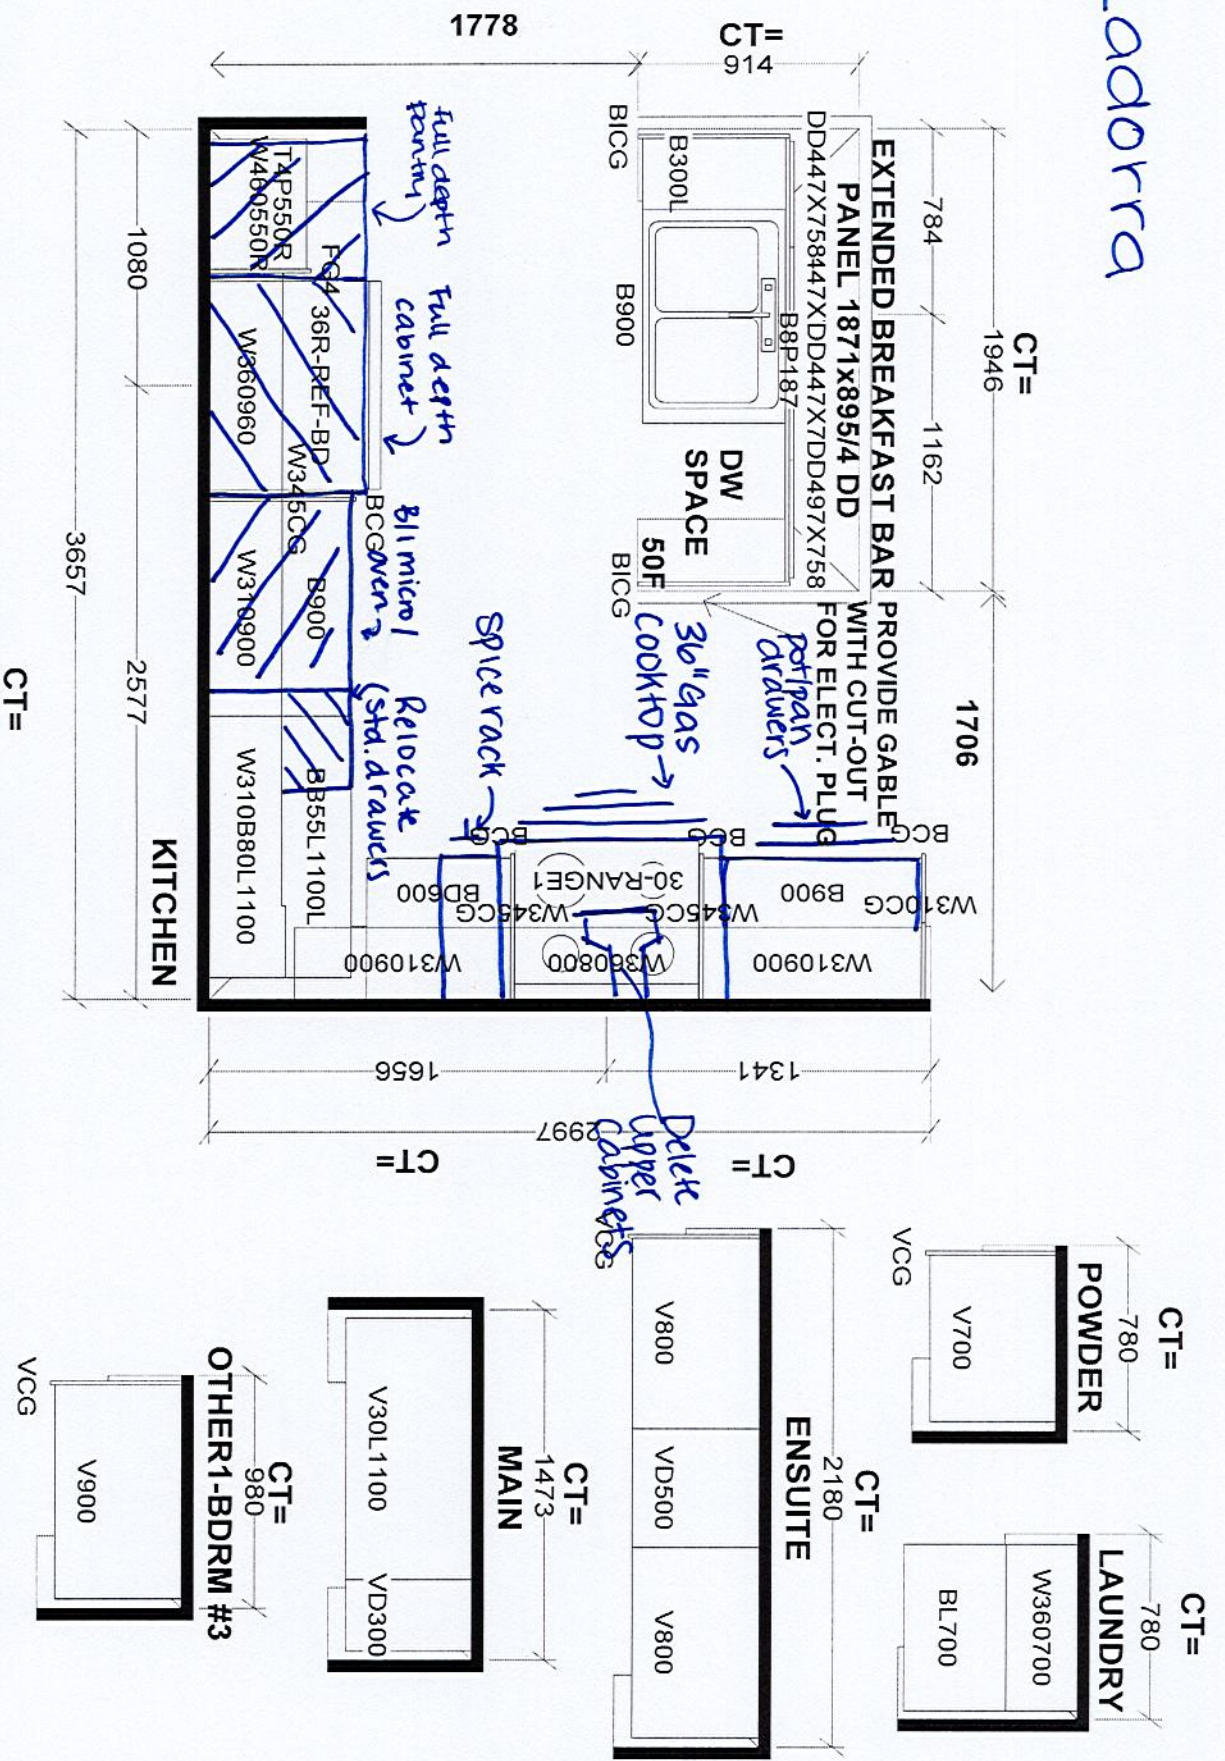 adorra
1778
CT=
914
BICG
B300L
DD447X758447X'DD447X7DD497X758
EXTENDED BREAKFAST BAR
PANEL 1871x895/4 DD
784
1162
1946
CT=
B900
B8P187
DW
SPACE
50F
BICG
PROVIDE GABLE
WITH CUT-OUT
FOR ELECT. PLUG
1706
Full depth
pantry
T4P550R
W460550R
FG4
Full depth
cabinet
36R-REF-BD
W360960
W345CG
BCG
B/I micro/
oven
B900
W310900
Relocate
(std. drawers
BB55L1100L
W310B80L1100
spice rack
36" Gas
cooktop
pot/pan
drawers
BCG
BCG
BCG
BD600
W345CG
30-RANGE1
W345CG
B900
W310CG
W310900
W360800
W310900
1080
2577
3657
CT=
KITCHEN
1656
1341
2997
CT=
CT=
Delete
upper
cabinets
VCG
CT=
780
POWDER
V700
VCG
CT=
780
LAUNDRY
W360700
BL700
CT=
2180
ENSUITE
V800
VD500
V800
CT=
1473
MAIN
V30L1100
VD300
CT=
980
OTHER1-BDRM #3
V900
VCG